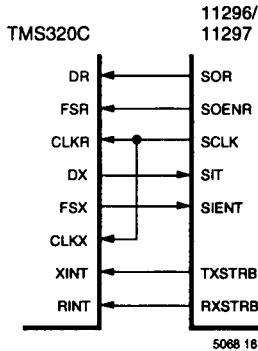 11296/
TMS320C 11297
DR SOR
FSR SOENR
CLKR SCLK
DX SIT
FSX SIENT
CLKX
XINT TXSTRB
RINT RXSTRB
5068 16